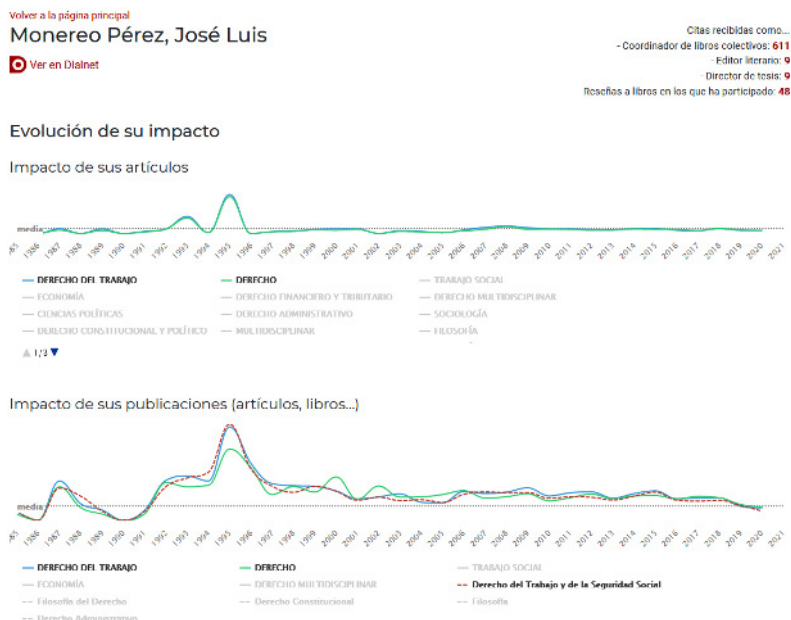 Volver a la página principal
Monereo Pérez, José Luis
Ver en Dialnet
Citas recibidas como...
- Coordinador de libros colectivos: 611
- Editor literario: 9
- Director de tesis: 9
Reseñas a libros en los que ha participado: 48
Evolución de su impacto
Impacto de sus artículos
media
85 1986 1987 1988 1989 1990 1991 1992 1993 1994 1995 1996 1997 1998 1999 2000 2001 2002 2003 2004 2005 2006 2007 2008 2009 2010 2011 2012 2013 2014 2015 2016 2017 2018 2019 2020 2021
DERECHO DEL TRABAJO DERECHO TRABAJO SOCIAL
ECONOMÍA DERECHO FINANCIERO Y TRIBUTARIO DERECHO MULTIDISCIPLINAR
CIENCIAS POLÍTICAS DERECHO ADMINISTRATIVO SOCIOLOGÍA
DERECHO CONSTITUCIONAL Y POLÍTICO MULTIDISCIPLINAR FILOSOFÍA
1/3
Impacto de sus publicaciones (artículos, libros...)
media
85 1986 1987 1988 1989 1990 1991 1992 1993 1994 1995 1996 1997 1998 1999 2000 2001 2002 2003 2004 2005 2006 2007 2008 2009 2010 2011 2012 2013 2014 2015 2016 2017 2018 2019 2020 2021
DERECHO DEL TRABAJO DERECHO TRABAJO SOCIAL
ECONOMÍA DERECHO MULTIDISCIPLINAR Derecho del Trabajo y de la Seguridad Social
Filosofía del Derecho Derecho Constitucional Filosofía
Derecho Administrativo